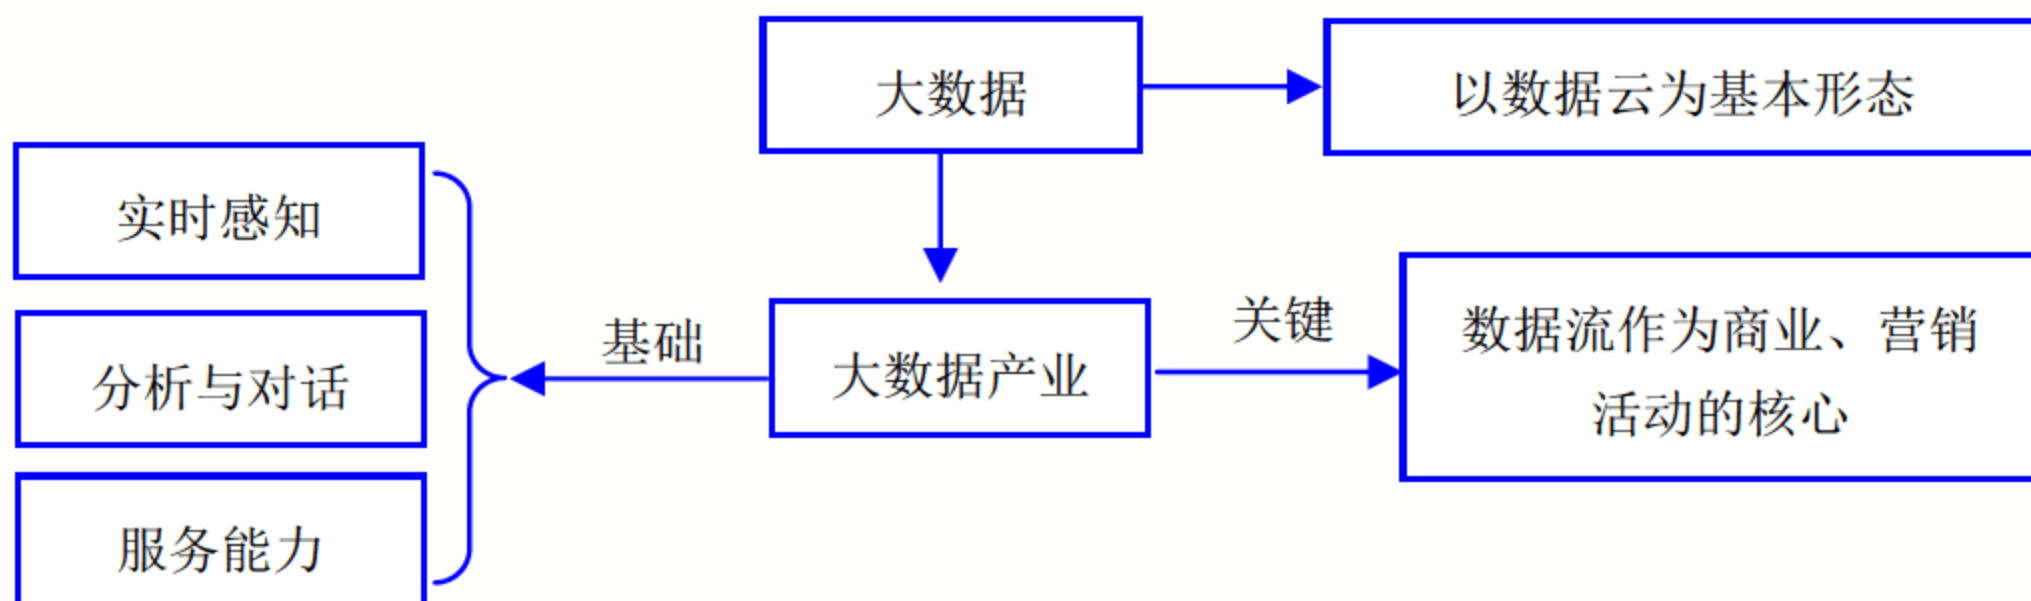 大数据
以数据云为基本形态
实时感知
分析与对话
服务能力
基础
大数据产业
关键
数据流作为商业、营销
活动的核心